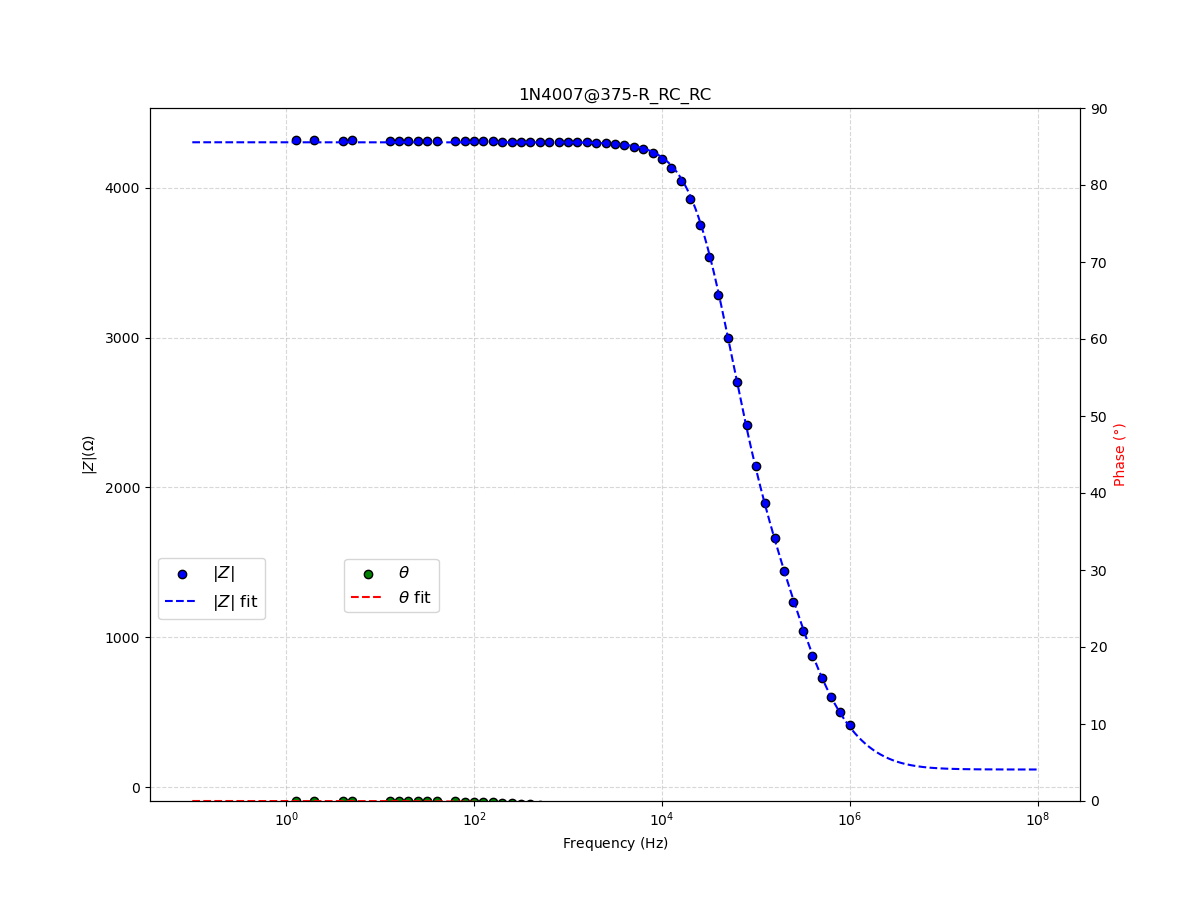 1N4007@375-R_RC_RC
|Z|(Ω)
4000
3000
2000
1000
0
90
80
70
60
50
40
30
20
10
0
Phase (°)
|Z|
|Z| fit
θ
θ fit
10⁰ 10² 10⁴ 10⁶ 10⁸
Frequency (Hz)